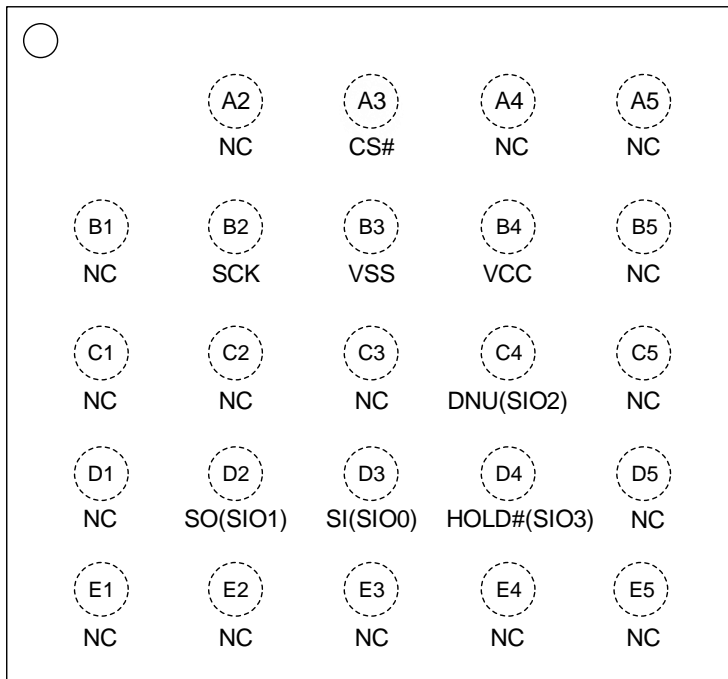 A2 A3 A4 A5
NC CS# NC NC
B1 B2 B3 B4 B5
NC SCK VSS VCC NC
C1 C2 C3 C4 C5
NC NC NC DNU(SIO2) NC
D1 D2 D3 D4 D5
NC SO(SIO1) SI(SIO0) HOLD#(SIO3) NC
E1 E2 E3 E4 E5
NC NC NC NC NC